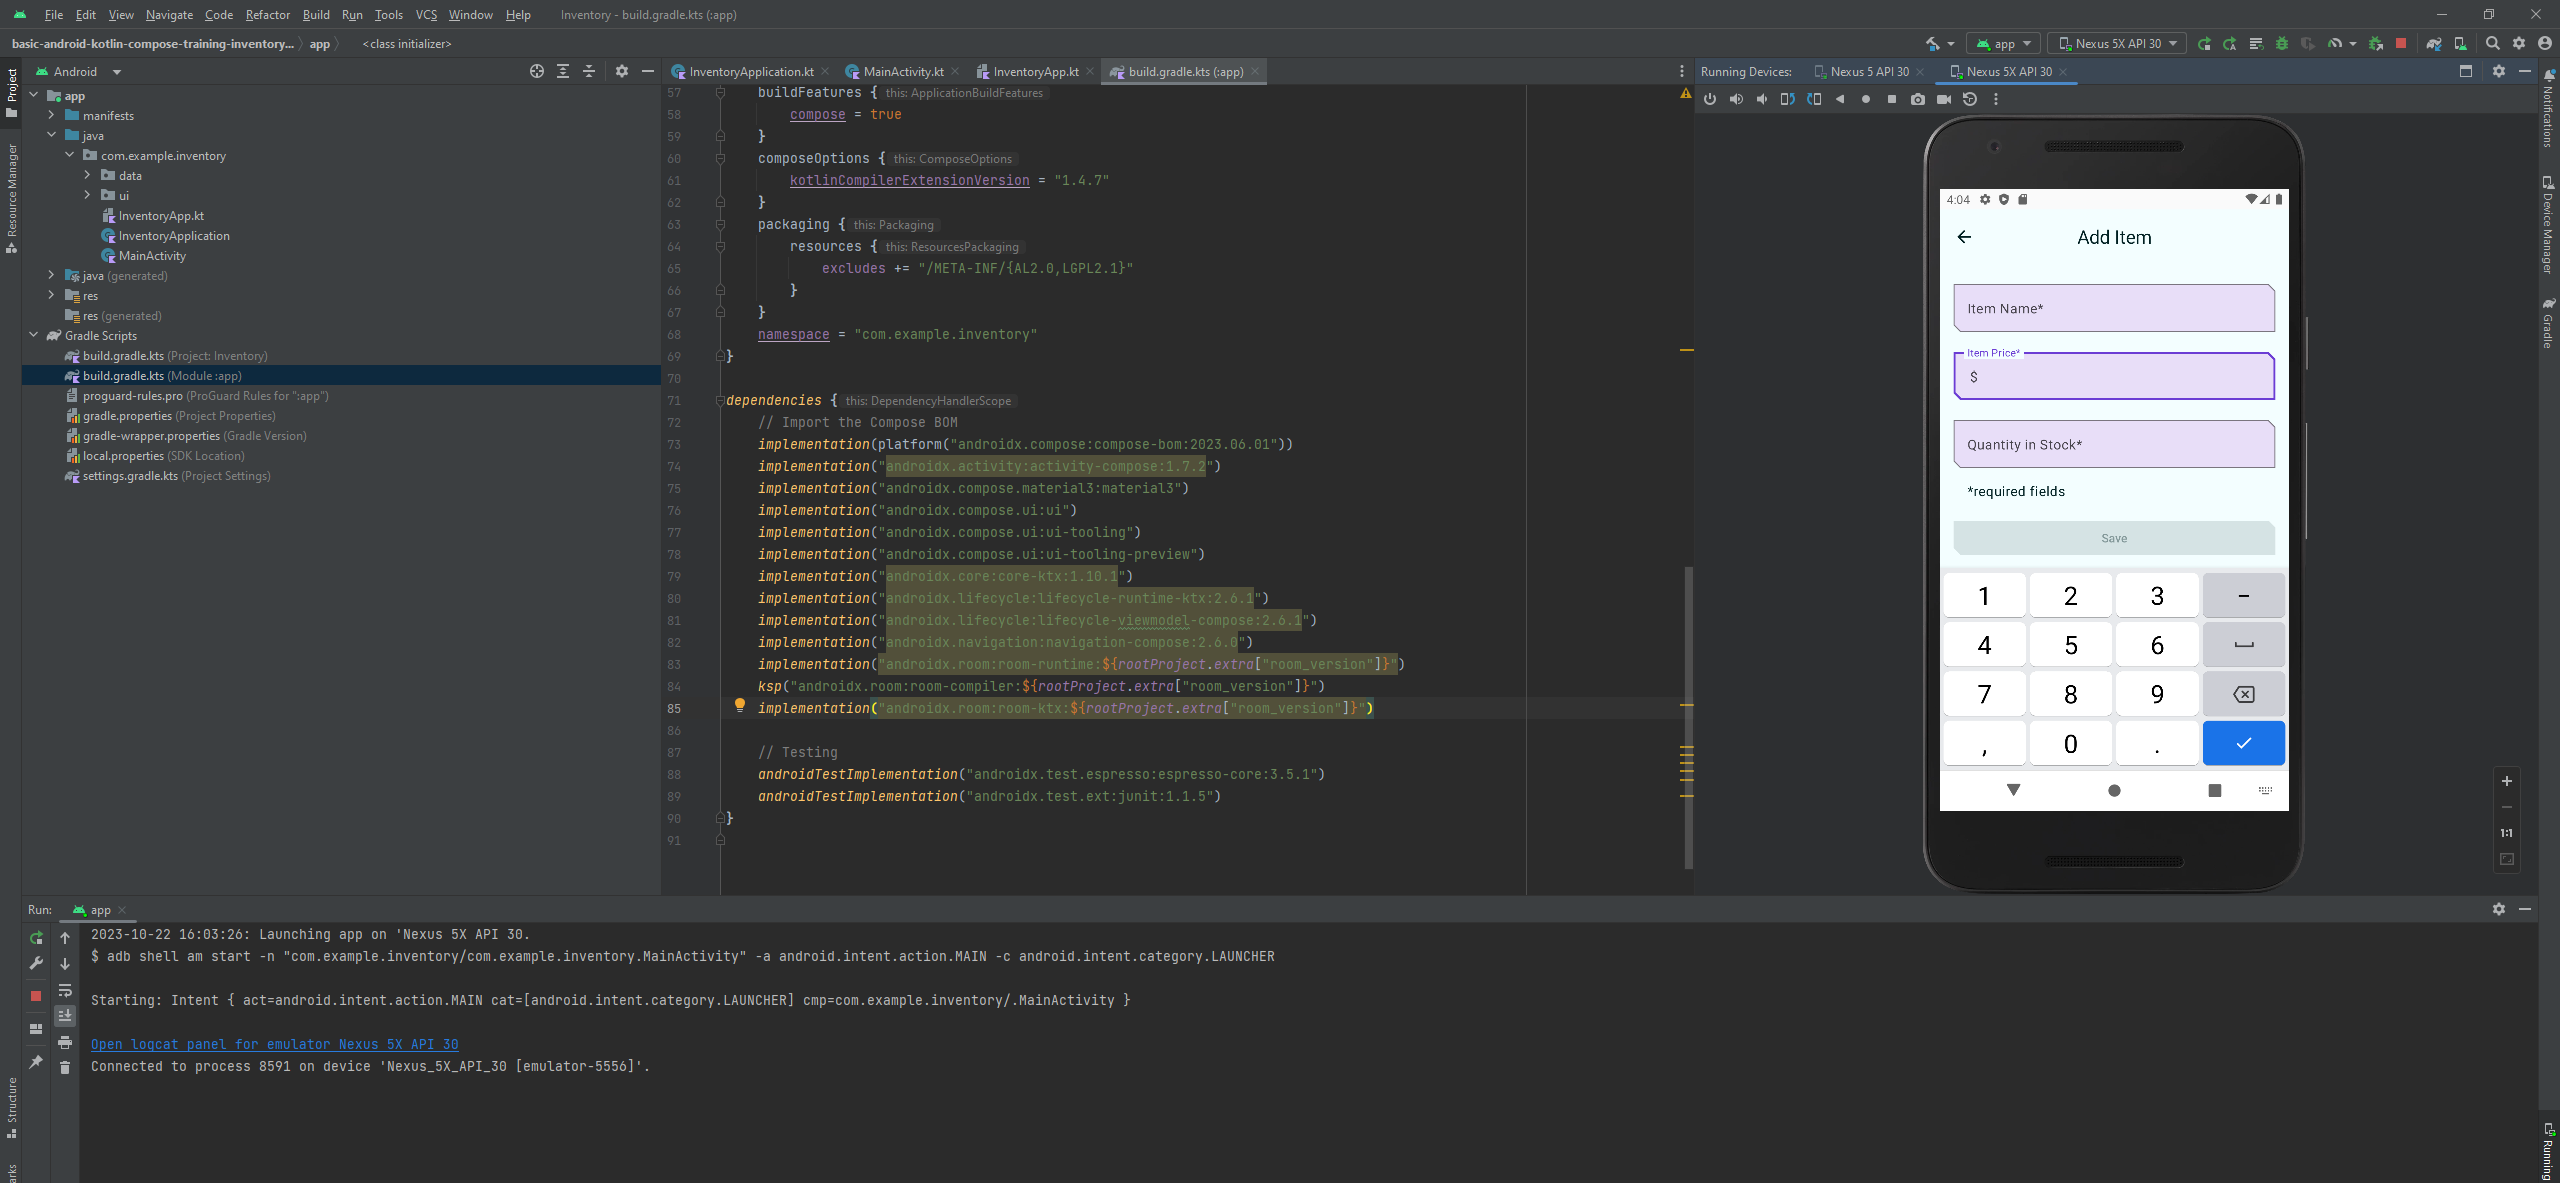 File Edit View Navigate Code Refactor Build Run Tools VCS Window Help Inventory - build.gradle.kts (:app)
basic-android-kotlin-compose-training-inventory... app <class initializer>
app Nexus 5X API 30
Project
Resource Manager
Structure
Android
app
manifests
java
com.example.inventory
data
ui
InventoryApp.kt
InventoryApplication
MainActivity
java (generated)
res
res (generated)
Gradle Scripts
build.gradle.kts (Project: Inventory)
build.gradle.kts (Module :app)
proguard-rules.pro (ProGuard Rules for ":app")
gradle.properties (Project Properties)
gradle-wrapper.properties (Gradle Version)
local.properties (SDK Location)
settings.gradle.kts (Project Settings)
InventoryApplication.kt MainActivity.kt InventoryApp.kt build.gradle.kts (:app)
57 buildFeatures { this: ApplicationBuildFeatures
58 compose = true
59 }
60 composeOptions { this: ComposeOptions
61 kotlinCompilerExtensionVersion = "1.4.7"
62 }
63 packaging { this: Packaging
64 resources { this: ResourcesPackaging
65 excludes += "/META-INF/{AL2.0,LGPL2.1}"
66 }
67 }
68 namespace = "com.example.inventory"
69 }
70
71 dependencies { this: DependencyHandlerScope
72 // Import the Compose BOM
73 implementation(platform("androidx.compose:compose-bom:2023.06.01"))
74 implementation("androidx.activity:activity-compose:1.7.2")
75 implementation("androidx.compose.material3:material3")
76 implementation("androidx.compose.ui:ui")
77 implementation("androidx.compose.ui:ui-tooling")
78 implementation("androidx.compose.ui:ui-tooling-preview")
79 implementation("androidx.core:core-ktx:1.10.1")
80 implementation("androidx.lifecycle:lifecycle-runtime-ktx:2.6.1")
81 implementation("androidx.lifecycle:lifecycle-viewmodel-compose:2.6.1")
82 implementation("androidx.navigation:navigation-compose:2.6.0")
83 implementation("androidx.room:room-runtime:${rootProject.extra["room_version"]}")
84 ksp("androidx.room:room-compiler:${rootProject.extra["room_version"]}")
85 implementation("androidx.room:room-ktx:${rootProject.extra["room_version"]}")
86
87 // Testing
88 androidTestImplementation("androidx.test.espresso:espresso-core:3.5.1")
89 androidTestImplementation("androidx.test.ext:junit:1.1.5")
90 }
91
Running Devices: Nexus 5 API 30 Nexus 5X API 30
4:04
Add Item
Item Name*
Item Price*
$
Quantity in Stock*
*required fields
Save
1 2 3 -
4 5 6
7 8 9
, 0 .
1:1
Notifications
Device Manager
Gradle
Running
Run: app
2023-10-22 16:03:26: Launching app on 'Nexus 5X API 30.
$ adb shell am start -n "com.example.inventory/com.example.inventory.MainActivity" -a android.intent.action.MAIN -c android.intent.category.LAUNCHER
Starting: Intent { act=android.intent.action.MAIN cat=[android.intent.category.LAUNCHER] cmp=com.example.inventory/.MainActivity }
Open logcat panel for emulator Nexus 5X API 30
Connected to process 8591 on device 'Nexus_5X_API_30 [emulator-5556]'.